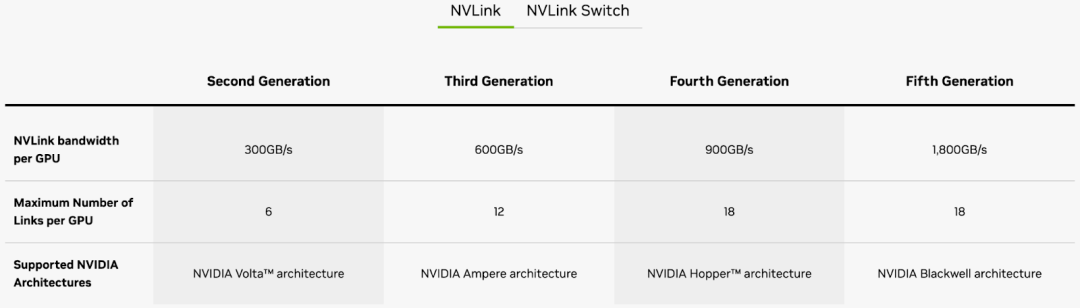 NVLink NVLink Switch
Second Generation Third Generation Fourth Generation Fifth Generation
NVLink bandwidth
per GPU
300GB/s 600GB/s 900GB/s 1,800GB/s
Maximum Number of
Links per GPU
6 12 18 18
Supported NVIDIA
Architectures
NVIDIA Volta™ architecture NVIDIA Ampere architecture NVIDIA Hopper™ architecture NVIDIA Blackwell architecture